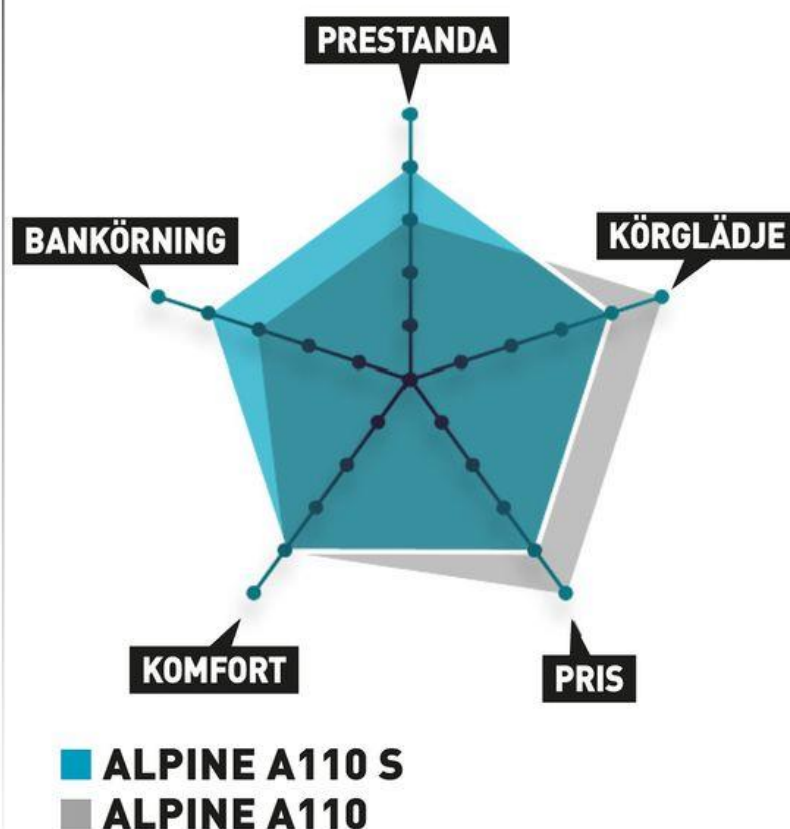 PRESTANDA
BANKÖRNING
KÖRGLÄDJE
KOMFORT
PRIS
ALPINE A110 S
ALPINE A110